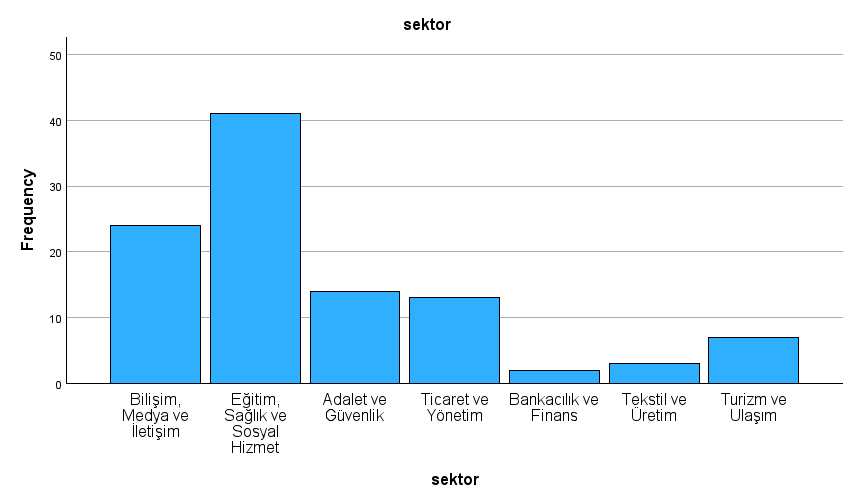 sektor
Frequency
50
40
30
20
10
0
Bilişim,
Medya ve
İletişim
Eğitim,
Sağlık ve
Sosyal
Hizmet
Adalet ve
Güvenlik
Ticaret ve
Yönetim
Bankacılık ve
Finans
Tekstil ve
Üretim
Turizm ve
Ulaşım
sektor